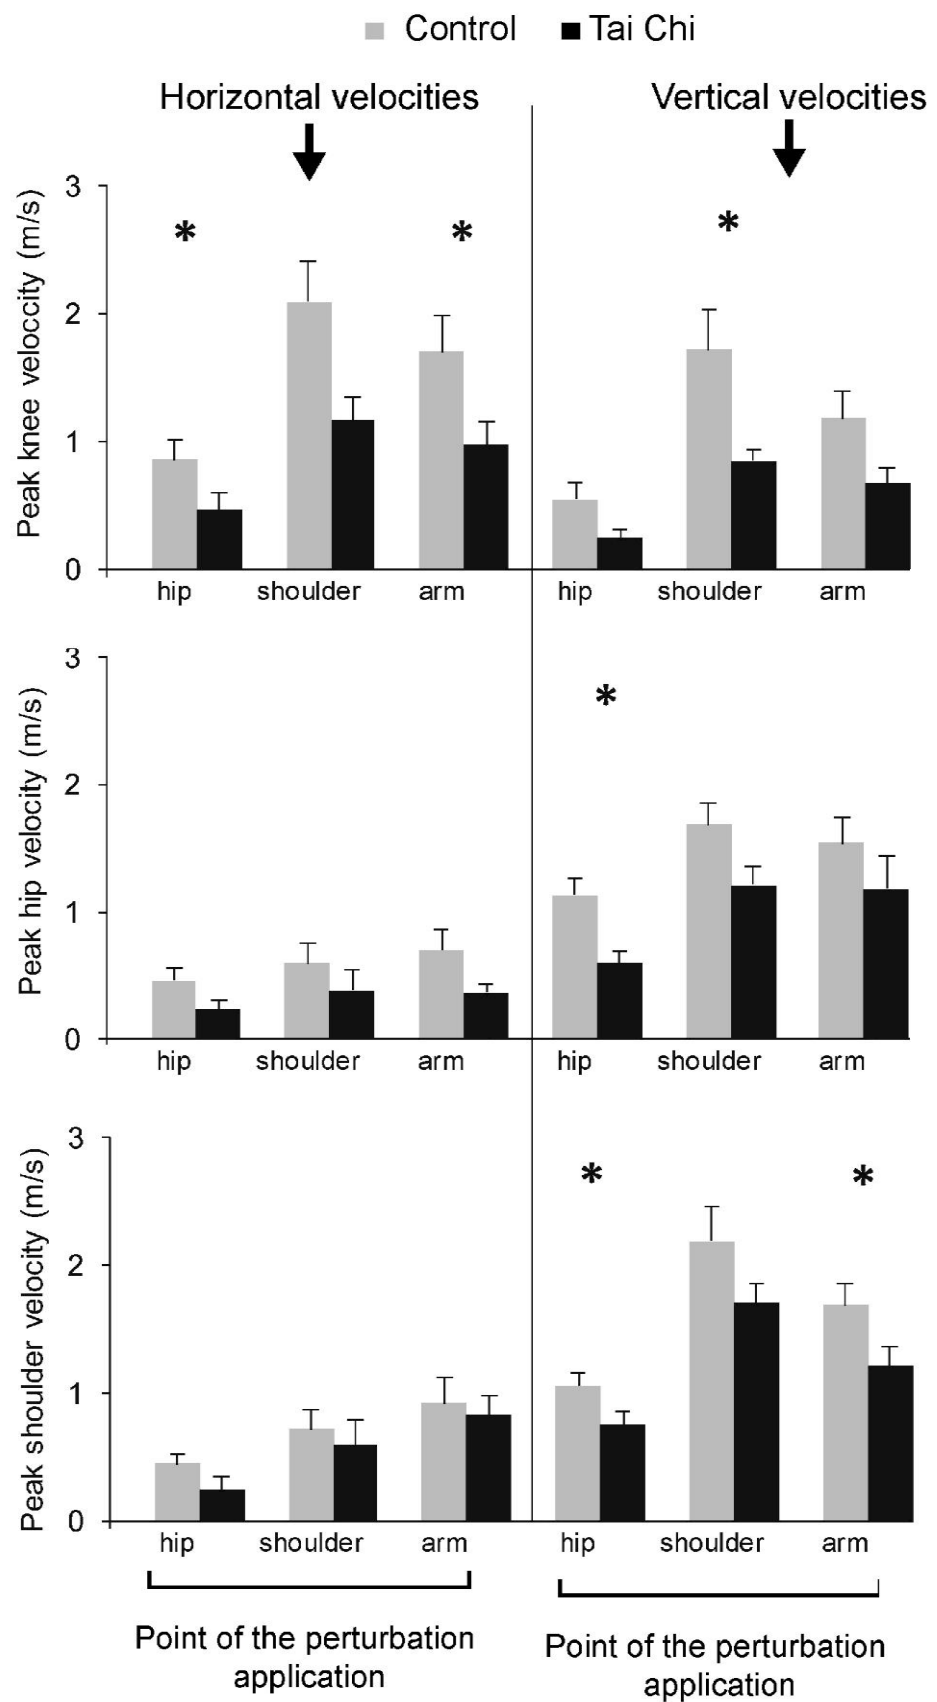 Control Tai Chi
Horizontal velocities Vertical velocities
Peak knee veloccity (m/s)
3
2
1
0
* * *
hip shoulder arm hip shoulder arm
Peak hip velocity (m/s)
3
2
1
0
*
hip shoulder arm hip shoulder arm
Peak shoulder velocity (m/s)
3
2
1
0
* *
hip shoulder arm hip shoulder arm
Point of the perturbation
application
Point of the perturbation
application